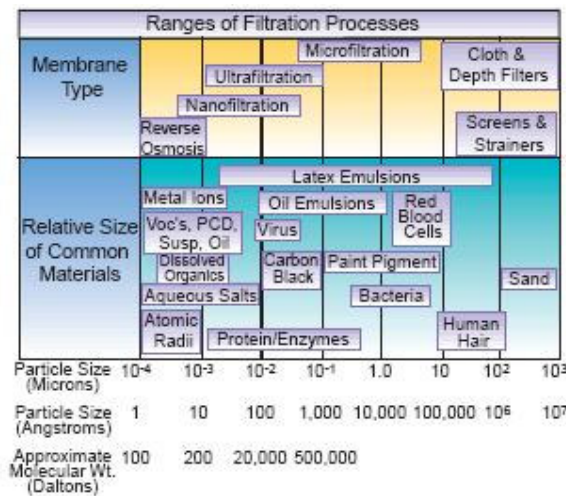 Ranges of Filtration Processes
Membrane
Type
Microfiltration
Cloth &
Depth Filters
Ultrafiltration
Nanofiltration
Reverse
Osmosis
Screens &
Strainers
Relative Size
of Common
Materials
Latex Emulsions
Metal Ions
Oil Emulsions
Red
Blood
Cells
Voc's, PCD,
Susp, Oil
Virus
Dissolved
Organics
Carbon
Black
Paint Pigment
Sand
Aqueous Salts
Bacteria
Atomic
Radii
Protein/Enzymes
Human
Hair
Particle Size
(Microns)
10-4 10-3 10-2 10-1 1.0 10 10² 10³
Particle Size
(Angstroms)
1 10 100 1,000 10,000 100,000 10⁶ 10⁷
Approximate
Molecular Wt.
(Daltons)
100 200 20,000 500,000